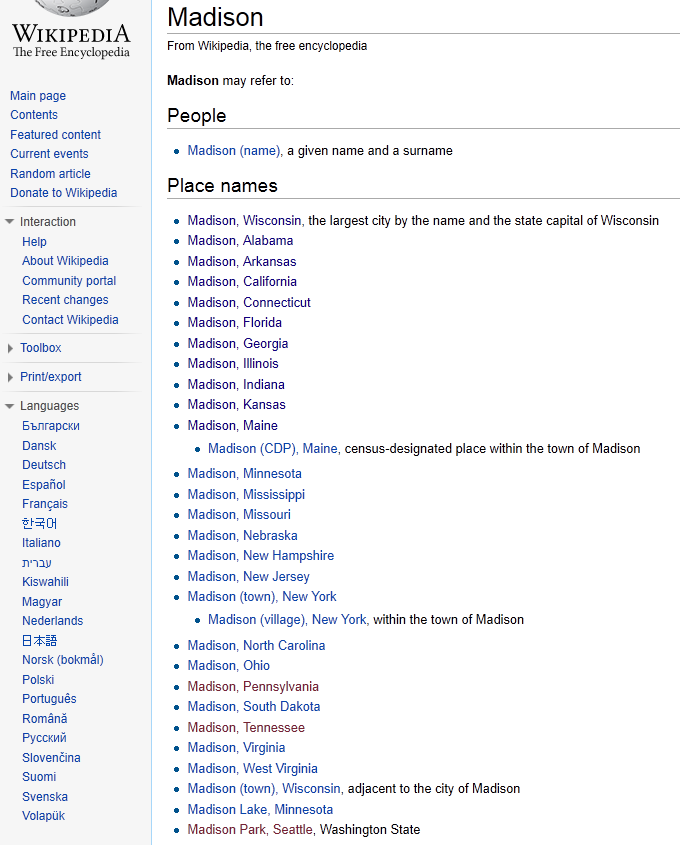 WIKIPEDIA
The Free Encyclopedia
Main page
Contents
Featured content
Current events
Random article
Donate to Wikipedia
Interaction
Help
About Wikipedia
Community portal
Recent changes
Contact Wikipedia
Toolbox
Print/export
Languages
Български
Dansk
Deutsch
Español
Français
한국어
Italiano
עברית
Kiswahili
Magyar
Nederlands
日本語
Norsk (bokmål)
Polski
Português
Română
Русский
Slovenčina
Suomi
Svenska
Volapük
Madison
From Wikipedia, the free encyclopedia
Madison may refer to:
People
Madison (name), a given name and a surname
Place names
Madison, Wisconsin, the largest city by the name and the state capital of Wisconsin
Madison, Alabama
Madison, Arkansas
Madison, California
Madison, Connecticut
Madison, Florida
Madison, Georgia
Madison, Illinois
Madison, Indiana
Madison, Kansas
Madison, Maine
Madison (CDP), Maine, census-designated place within the town of Madison
Madison, Minnesota
Madison, Mississippi
Madison, Missouri
Madison, Nebraska
Madison, New Hampshire
Madison, New Jersey
Madison (town), New York
Madison (village), New York, within the town of Madison
Madison, North Carolina
Madison, Ohio
Madison, Pennsylvania
Madison, South Dakota
Madison, Tennessee
Madison, Virginia
Madison, West Virginia
Madison (town), Wisconsin, adjacent to the city of Madison
Madison Lake, Minnesota
Madison Park, Seattle, Washington State